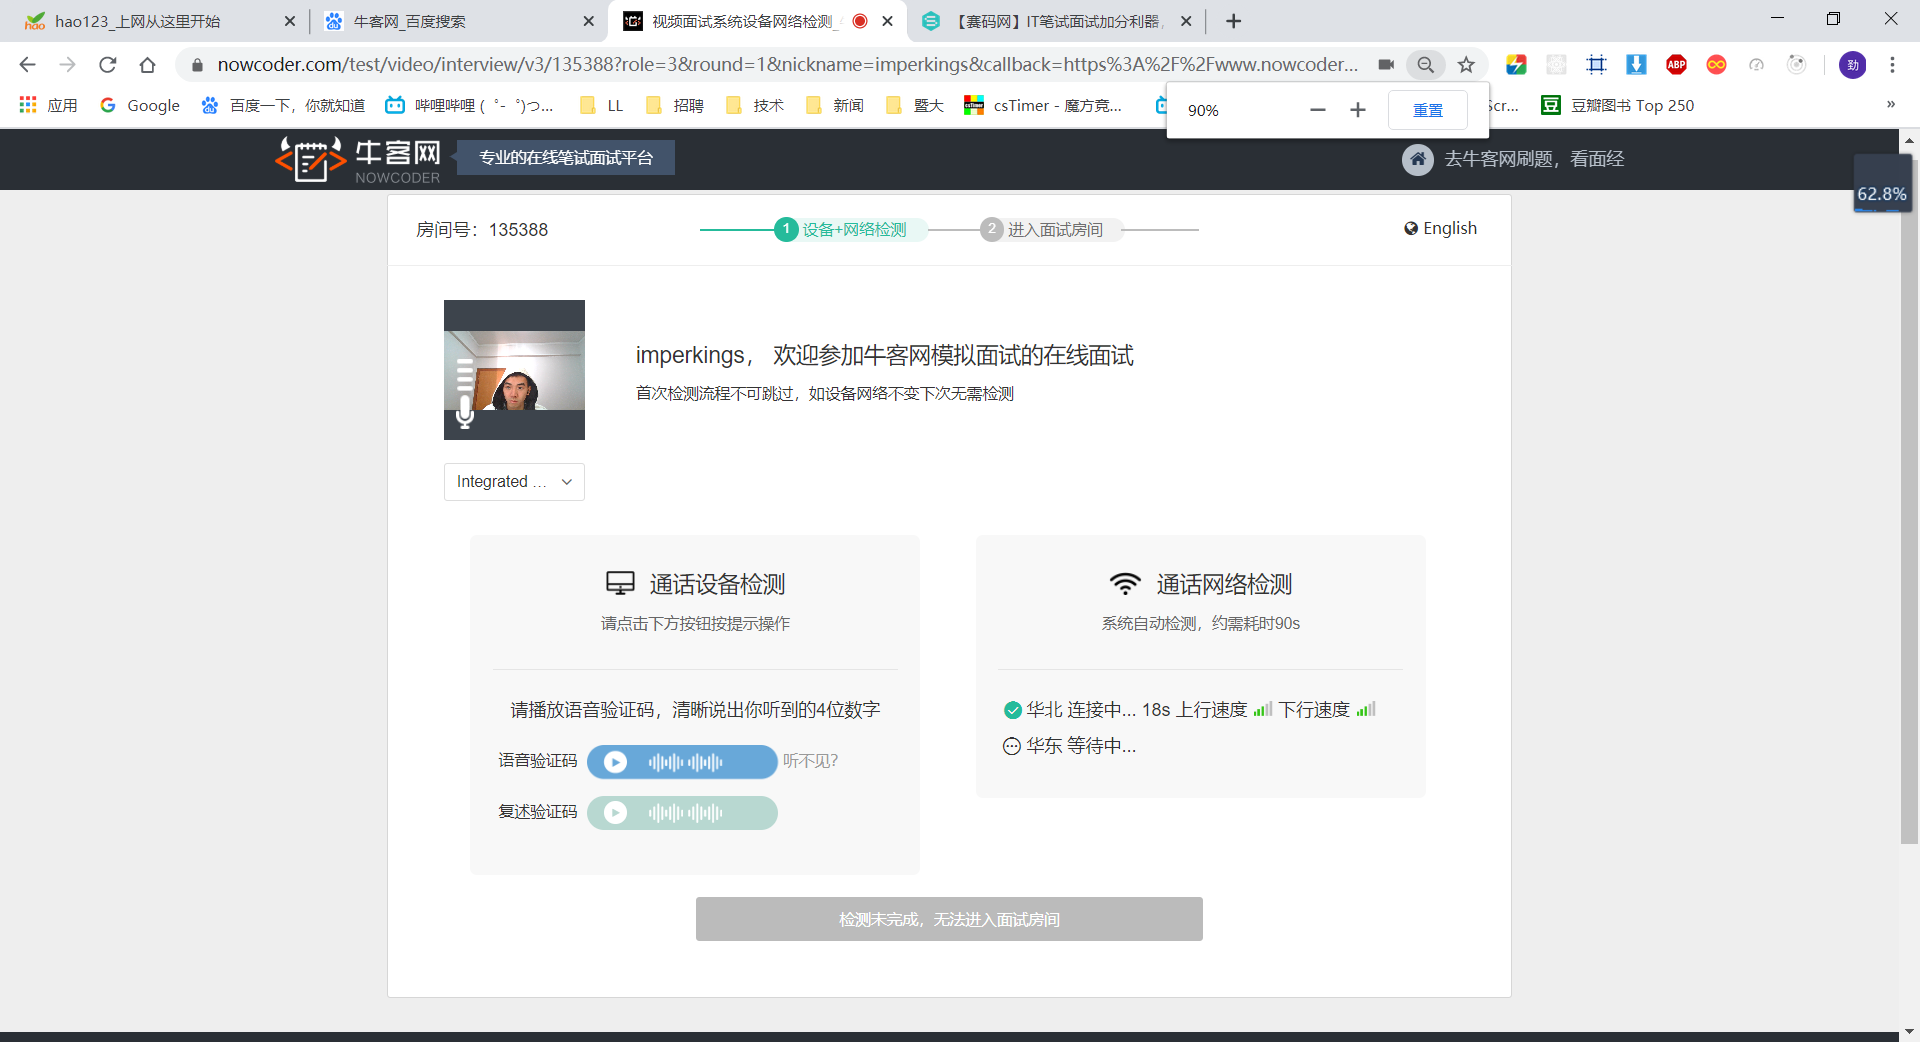 hao123_上网从这里开始
牛客网_百度搜索
视频面试系统设备网络检测_
【赛码网】IT笔试面试加分利器
nowcoder.com/test/video/interview/v3/135388?role=3&round=1&nickname=imperkings&callback=https%3A%2F%2Fwww.nowcoder...
ABP
勤
应用
Google
百度一下，你就知道
哔哩哔哩 ( ゜- ゜)つ...
LL
招聘
技术
新闻
暨大
csTimer - 魔方竞...
Scr...
豆瓣图书 Top 250
»
90%
重置
牛客网
NOWCODER
专业的在线笔试面试平台
去牛客网刷题，看面经
62.8%
房间号：135388
1 设备+网络检测
2 进入面试房间
English
imperkings， 欢迎参加牛客网模拟面试的在线面试
首次检测流程不可跳过，如设备网络不变下次无需检测
Integrated ...
通话设备检测
请点击下方按钮按提示操作
请播放语音验证码，清晰说出你听到的4位数字
语音验证码
听不见?
复述验证码
通话网络检测
系统自动检测，约需耗时90s
华北 连接中... 18s 上行速度 下行速度
华东 等待中...
检测未完成，无法进入面试房间